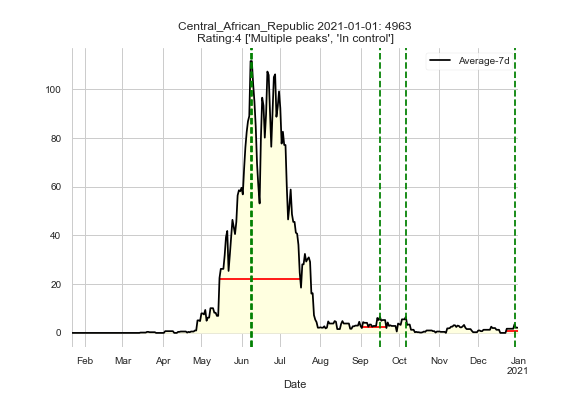 Central_African_Republic 2021-01-01: 4963
Rating:4 ['Multiple peaks', 'In control']
Average-7d
100
80
60
40
20
0
Feb Mar Apr May Jun Jul Aug Sep Oct Nov Dec Jan
2021
Date